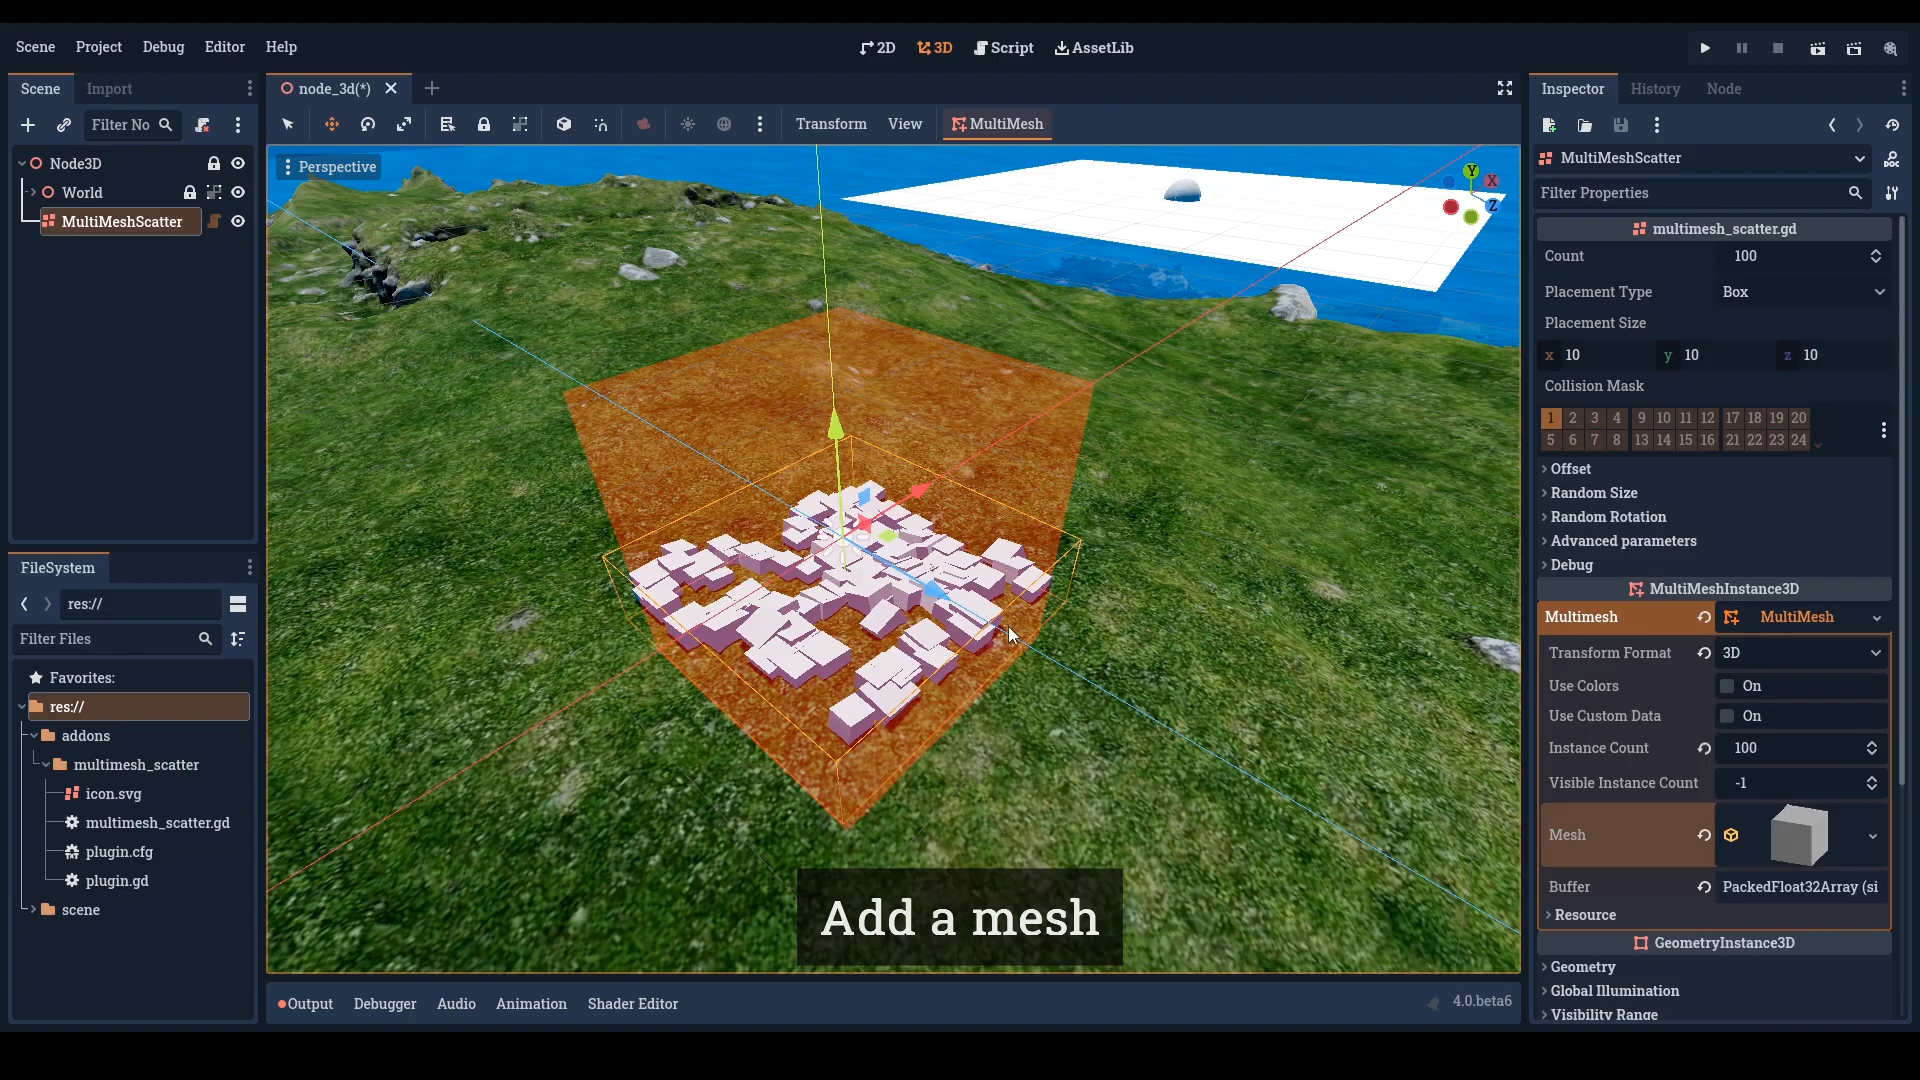 Scene Project Debug Editor Help
2D 3D Script AssetLib
Scene Import
Filter No
Node3D
World
MultiMeshScatter
FileSystem
res://
Filter Files
Favorites:
res://
addons
multimesh_scatter
icon.svg
multimesh_scatter.gd
plugin.cfg
plugin.gd
scene
node_3d(*)
Transform View MultiMesh
Perspective
Y
X
Z
Add a mesh
Output Debugger Audio Animation Shader Editor
4.0.beta6
Inspector History Node
MultiMeshScatter
Filter Properties
multimesh_scatter.gd
Count 100
Placement Type Box
Placement Size
x 10 y 10 z 10
Collision Mask
1 2 3 4 9 10 11 12 17 18 19 20
5 6 7 8 13 14 15 16 21 22 23 24
Offset
Random Size
Random Rotation
Advanced parameters
Debug
MultiMeshInstance3D
Multimesh MultiMesh
Transform Format 3D
Use Colors On
Use Custom Data On
Instance Count 100
Visible Instance Count -1
Mesh
Buffer PackedFloat32Array (si
Resource
GeometryInstance3D
Geometry
Global Illumination
Visibility Range